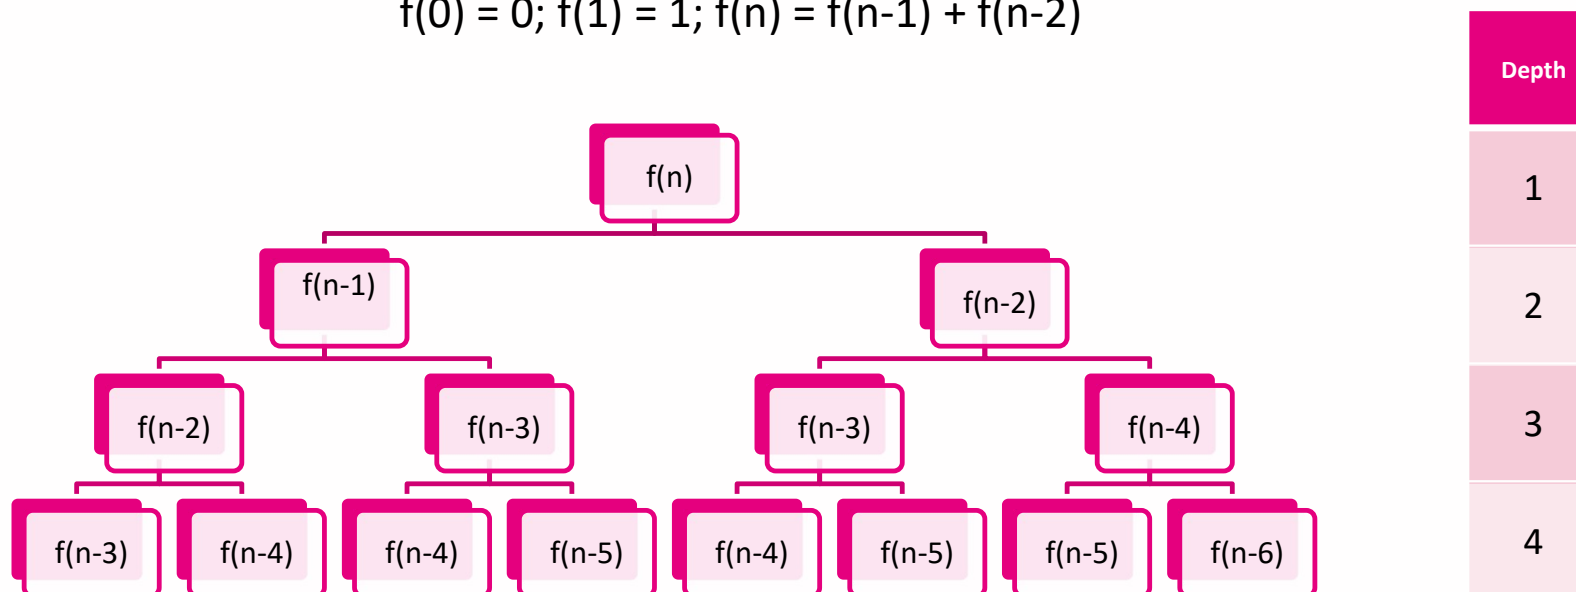 f(0) = 0; f(1) = 1; f(n) = f(n-1) + f(n-2)
Depth
f(n)
1
f(n-1)
f(n-2)
2
f(n-2)
f(n-3)
f(n-3)
f(n-4)
3
f(n-3)
f(n-4)
f(n-4)
f(n-5)
f(n-4)
f(n-5)
f(n-5)
f(n-6)
4